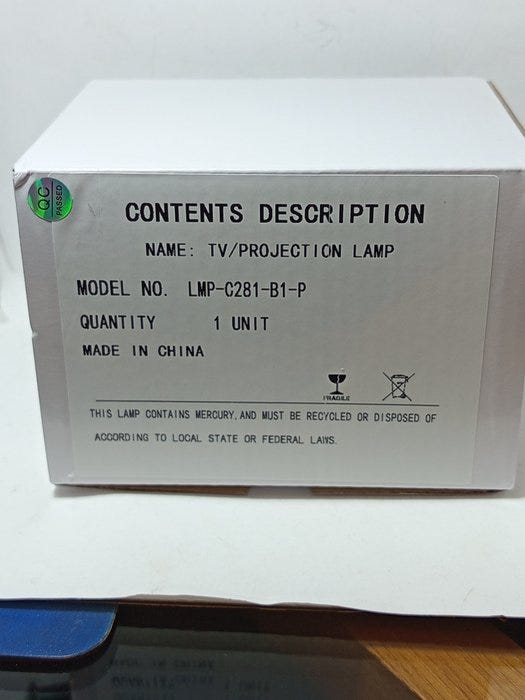 QC
PASSED
CONTENTS DESCRIPTION
NAME: TV/PROJECTION LAMP
MODEL NO. LMP-C281-B1-P
QUANTITY 1 UNIT
MADE IN CHINA
FRAGILE
THIS LAMP CONTAINS MERCURY, AND MUST BE RECYCLED OR DISPOSED OF
ACCORDING TO LOCAL STATE OR FEDERAL LAWS.